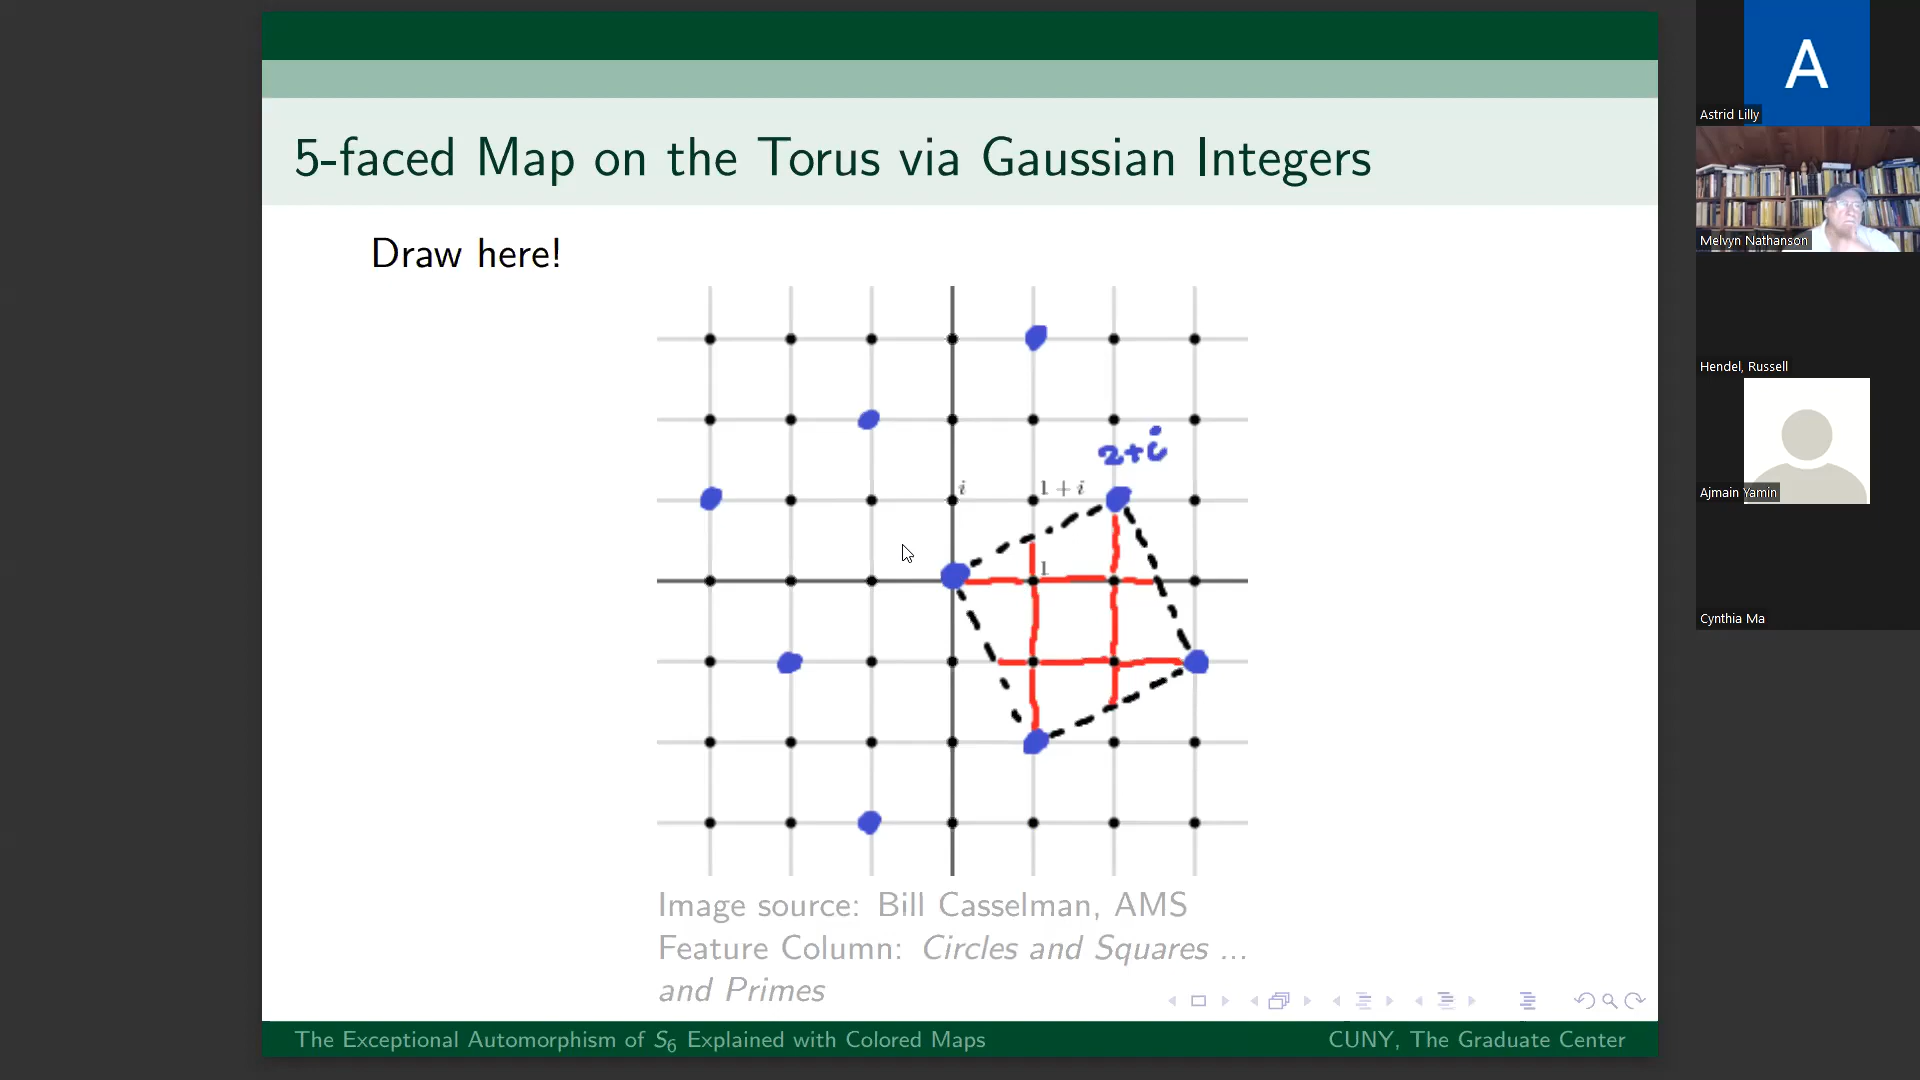 5-faced Map on the Torus via Gaussian Integers
Draw here!
2+i
i
1 + i
1
Image source: Bill Casselman, AMS
Feature Column: Circles and Squares ...
and Primes
The Exceptional Automorphism of S6 Explained with Colored Maps
CUNY, The Graduate Center
A
Astrid Lilly
Melvyn Nathanson
Hendel, Russell
Ajmain Yamin
Cynthia Ma